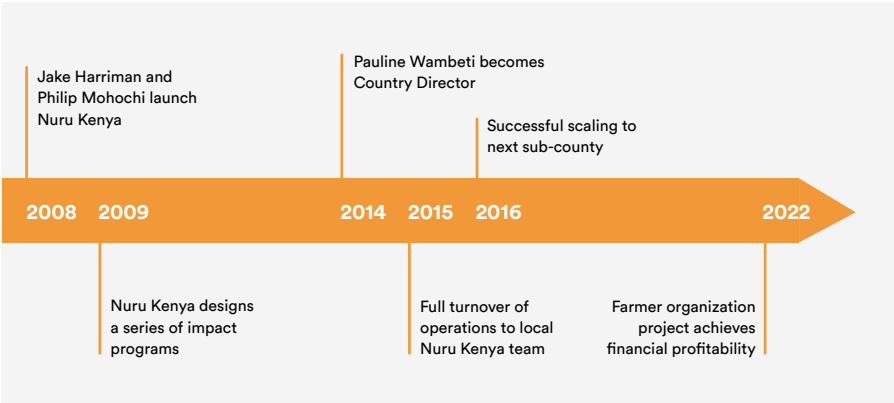 Jake Harriman and
Philip Mohochi launch
Nuru Kenya
Pauline Wambeti becomes
Country Director
Successful scaling to
next sub-county
2008 2009 2014 2015 2016 2022
Nuru Kenya designs
a series of impact
programs
Full turnover of
operations to local
Nuru Kenya team
Farmer organization
project achieves
financial profitability